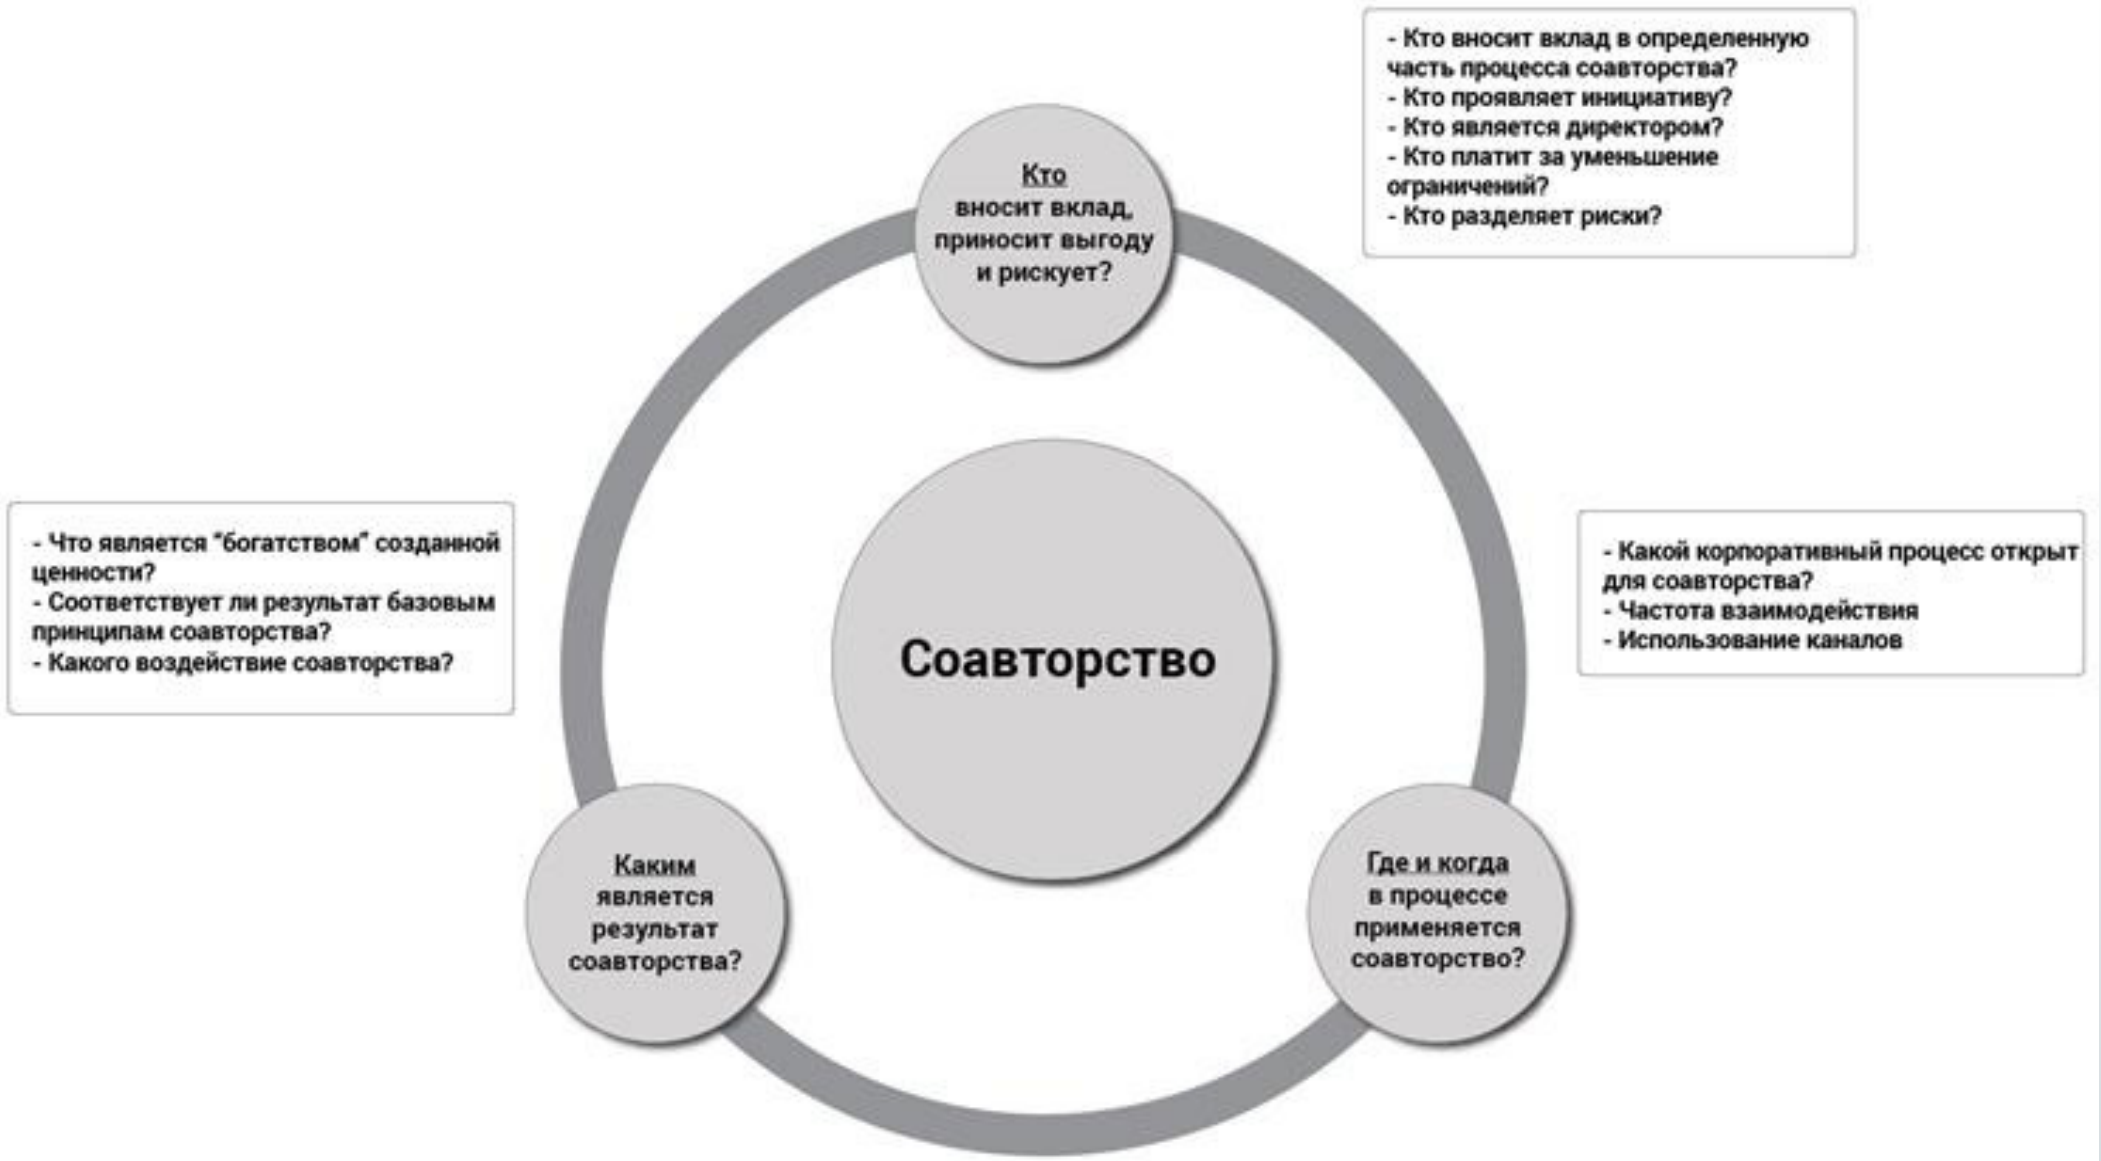 - Кто вносит вклад в определенную
часть процесса соавторства?
- Кто проявляет инициативу?
- Кто является директором?
- Кто платит за уменьшение
ограничений?
- Кто разделяет риски?
Кто
вносит вклад,
приносит выгоду
и рискует?
- Что является “богатством” созданной
ценности?
- Соответствует ли результат базовым
принципам соавторства?
- Какого воздействие соавторства?
Соавторство
- Какой корпоративный процесс открыт
для соавторства?
- Частота взаимодействия
- Использование каналов
Каким
является
результат
соавторства?
Где и когда
в процессе
применяется
соавторство?